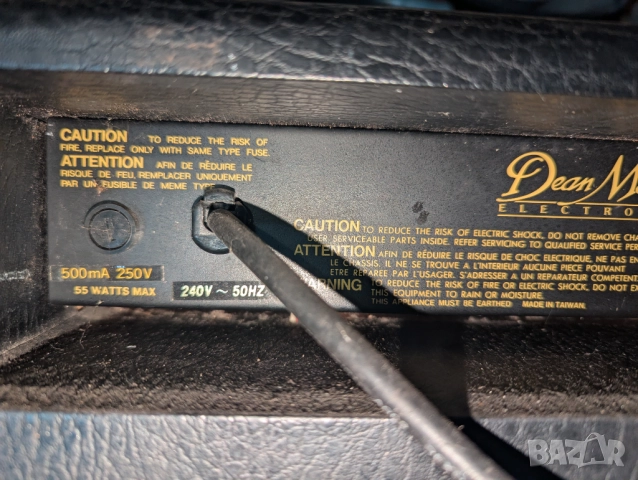 CAUTION TO REDUCE THE RISK OF
FIRE, REPLACE ONLY WITH SAME TYPE FUSE.
ATTENTION AFIN DE RÉDUIRE LE
RISQUE DE FEU, REMPLACER UNIQUEMENT
PAR UN FUSIBLE DE MEME TYPE
500mA 250V
55 WATTS MAX
240V ~ 50HZ
Dean M
ELECTRO
CAUTION TO REDUCE THE RISK OF ELECTRIC SHOCK, DO NOT REMOVE CHA
USER SERVICEABLE PARTS INSIDE. REFER SERVICING TO QUALIFIED SERVICE PER
ATTENTION AFIN DE RÉDUIRE LE RISQUE DE CHOC ELECTRIQUE, NE PAS EN
LE CHASSIS. IL NE SE TROUVE A L'INTERIEUR AUCUNE PIECE POUVANT
ETRE REPAREE PAR L'USAGER. S'ADRESSER A UN REPARATEUR COMPETEN
WARNING TO REDUCE THE RISK OF FIRE OR ELECTRIC SHOCK, DO NOT EX
THIS EQUIPMENT TO RAIN OR MOISTURE.
THIS APPLIANCE MUST BE EARTHED MADE IN TAIWAN.
BAZAR